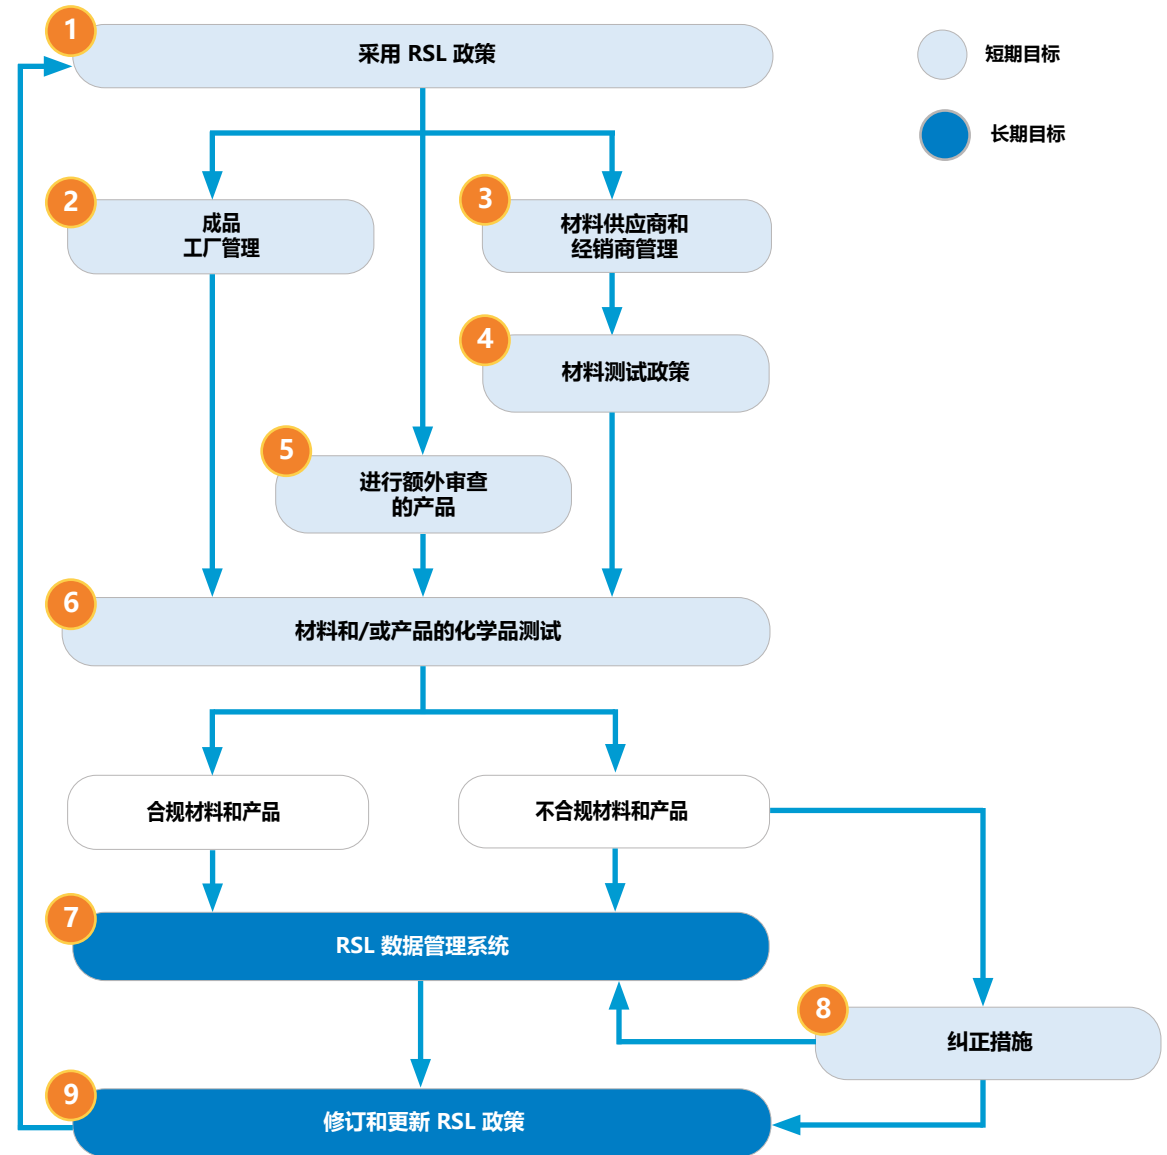 1
采用 RSL 政策
短期目标
长期目标
2
成品
工厂管理
3
材料供应商和
经销商管理
4
材料测试政策
5
进行额外审查
的产品
6
材料和/或产品的化学品测试
合规材料和产品
不合规材料和产品
7
RSL 数据管理系统
8
纠正措施
9
修订和更新 RSL 政策